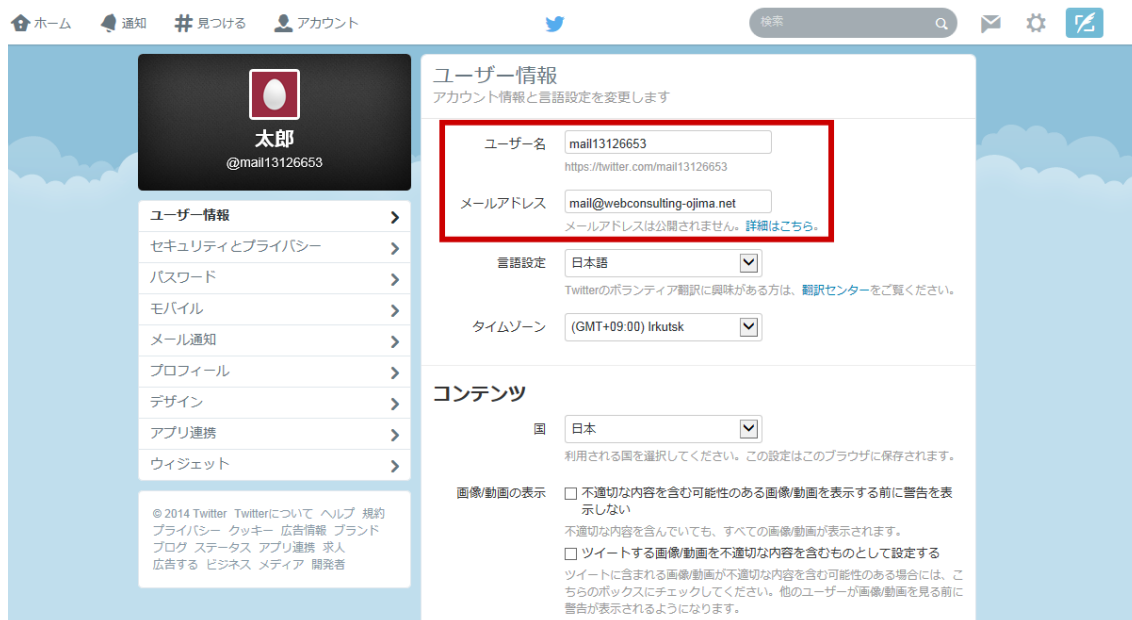 ホーム 通知 見つける アカウント 検索
太郎
@mail13126653
ユーザー情報
セキュリティとプライバシー
パスワード
モバイル
メール通知
プロフィール
デザイン
アプリ連携
ウィジェット
© 2014 Twitter Twitterについて ヘルプ 規約
プライバシー クッキー 広告情報 ブランド
ブログ ステータス アプリ連携 求人
広告する ビジネス メディア 開発者
ユーザー情報
アカウント情報と言語設定を変更します
ユーザー名 mail13126653
https://twitter.com/mail13126653
メールアドレス mail@webconsulting-ojima.net
メールアドレスは公開されません。詳細はこちら。
言語設定 日本語
Twitterのボランティア翻訳に興味がある方は、翻訳センターをご覧ください。
タイムゾーン (GMT+09:00) Irkutsk
コンテンツ
国 日本
利用される国を選択してください。この設定はこのブラウザに保存されます。
画像/動画の表示 不適切な内容を含む可能性のある画像/動画を表示する前に警告を表
示しない
不適切な内容を含んでいても、すべての画像/動画が表示されます。
ツイートする画像/動画を不適切な内容を含むものとして設定する
ツイートに含まれる画像/動画が不適切な内容を含む可能性のある場合には、こ
ちらのボックスにチェックしてください。他のユーザーが画像/動画を見る前に
警告が表示されるようになります。